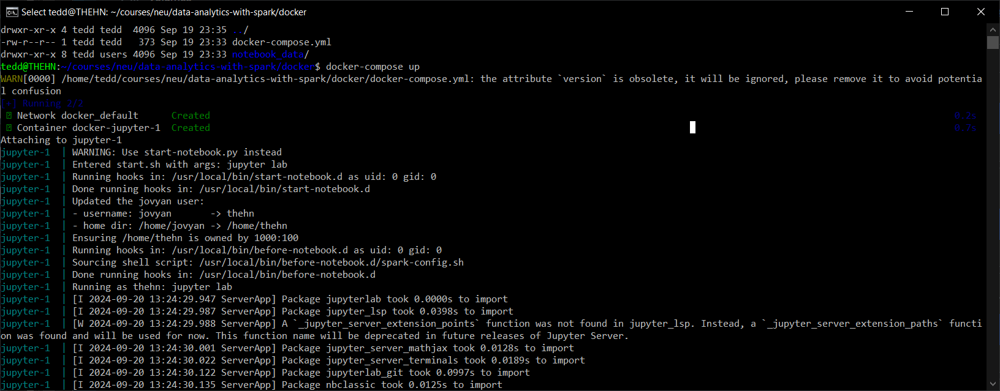 Select tedd@THEHN: ~/courses/neu/data-analytics-with-spark/docker
drwxr-xr-x 4 tedd tedd  4096 Sep 19 23:35 ../
-rw-r--r-- 1 tedd tedd   373 Sep 19 23:33 docker-compose.yml
drwxr-xr-x 8 tedd users 4096 Sep 19 23:33 notebook_data/
tedd@THEHN:~/courses/neu/data-analytics-with-spark/docker$ docker-compose up
WARN[0000] /home/tedd/courses/neu/data-analytics-with-spark/docker/docker-compose.yml: the attribute `version` is obsolete, it will be ignored, please remove it to avoid potentia
l confusion
[+] Running 2/2
Network docker_default      Created 0.2s
Container docker-jupyter-1  Created 0.7s
Attaching to jupyter-1
jupyter-1  | WARNING: Use start-notebook.py instead
jupyter-1  | Entered start.sh with args: jupyter lab
jupyter-1  | Running hooks in: /usr/local/bin/start-notebook.d as uid: 0 gid: 0
jupyter-1  | Done running hooks in: /usr/local/bin/start-notebook.d
jupyter-1  | Updated the jovyan user:
jupyter-1  | - username: jovyan       -> thehn
jupyter-1  | - home dir: /home/jovyan -> /home/thehn
jupyter-1  | Ensuring /home/thehn is owned by 1000:100
jupyter-1  | Running hooks in: /usr/local/bin/before-notebook.d as uid: 0 gid: 0
jupyter-1  | Sourcing shell script: /usr/local/bin/before-notebook.d/spark-config.sh
jupyter-1  | Done running hooks in: /usr/local/bin/before-notebook.d
jupyter-1  | Running as thehn: jupyter lab
jupyter-1  | [I 2024-09-20 13:24:29.947 ServerApp] Package jupyterlab took 0.0000s to import
jupyter-1  | [I 2024-09-20 13:24:29.987 ServerApp] Package jupyter_lsp took 0.0398s to import
jupyter-1  | [W 2024-09-20 13:24:29.988 ServerApp] A `_jupyter_server_extension_points` function was not found in jupyter_lsp. Instead, a `_jupyter_server_extension_paths` functi
on was found and will be used for now. This function name will be deprecated in future releases of Jupyter Server.
jupyter-1  | [I 2024-09-20 13:24:30.001 ServerApp] Package jupyter_server_mathjax took 0.0128s to import
jupyter-1  | [I 2024-09-20 13:24:30.022 ServerApp] Package jupyter_server_terminals took 0.0189s to import
jupyter-1  | [I 2024-09-20 13:24:30.122 ServerApp] Package jupyterlab_git took 0.0997s to import
jupyter-1  | [I 2024-09-20 13:24:30.135 ServerApp] Package nbclassic took 0.0125s to import